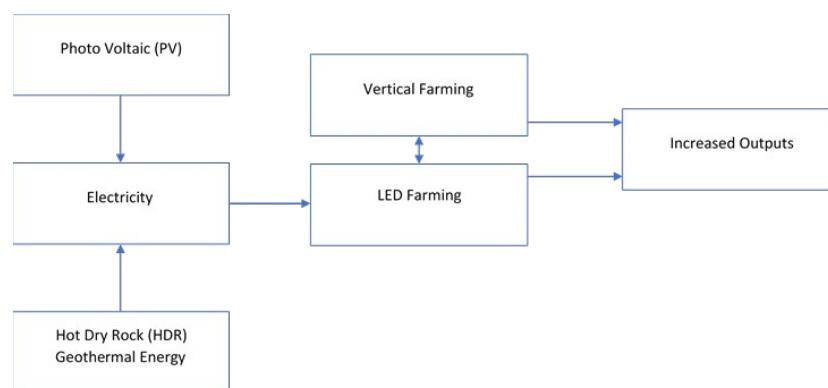 Photo Voltaic (PV)
Vertical Farming
Increased Outputs
Electricity
LED Farming
Hot Dry Rock (HDR)
Geothermal Energy